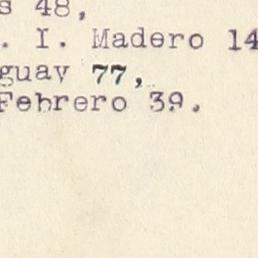 s 48,
. I. Madero 14
guay 77,
Febrero 39.